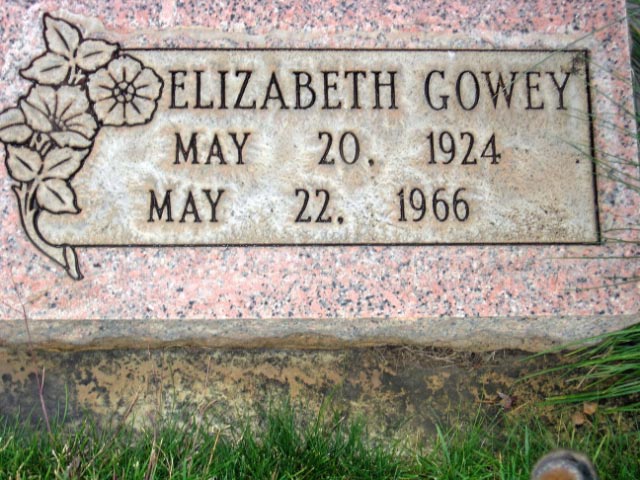 ELIZABETH GOWEY
MAY 20, 1924
MAY 22, 1966